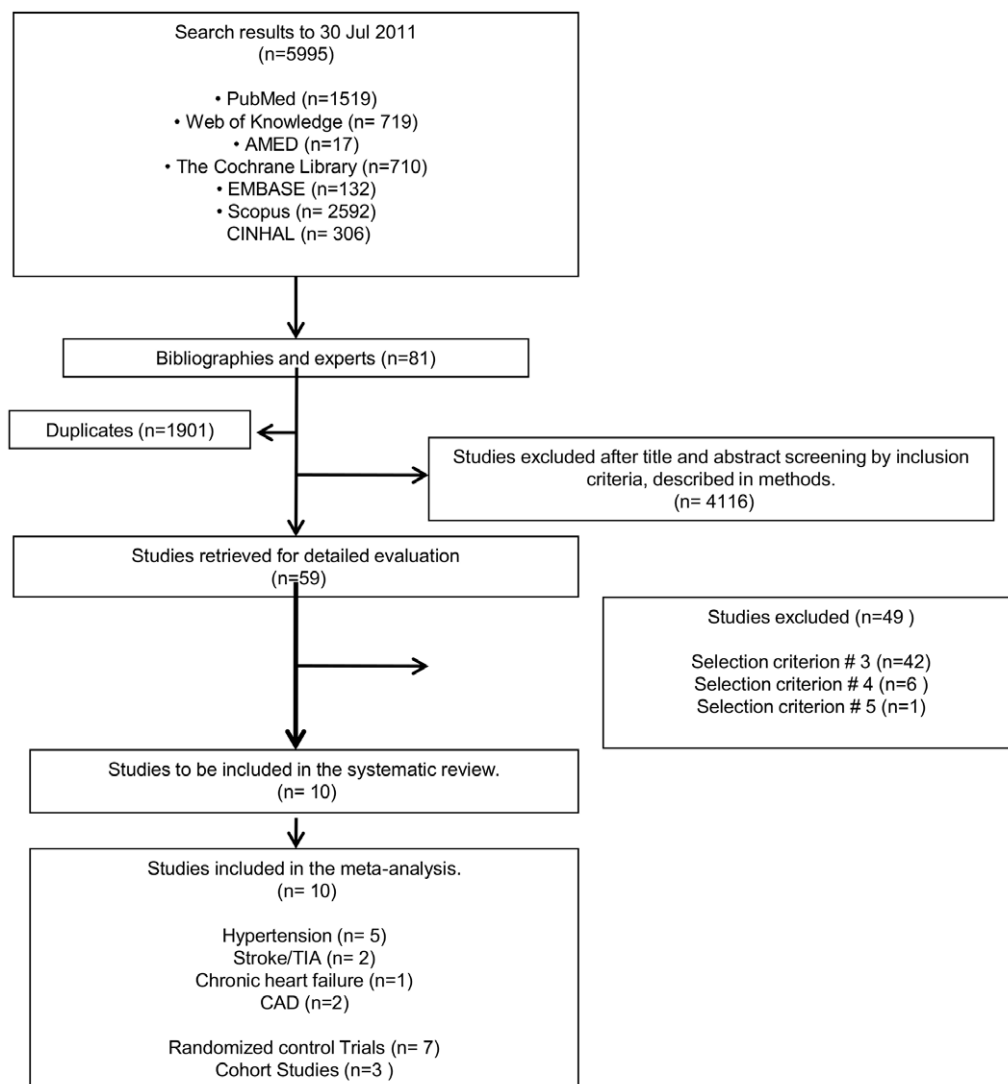 Search results to 30 Jul 2011
(n=5995)
• PubMed (n=1519)
• Web of Knowledge (n= 719)
• AMED (n=17)
• The Cochrane Library (n=710)
• EMBASE (n=132)
• Scopus (n= 2592)
CINHAL (n= 306)
Bibliographies and experts (n=81)
Duplicates (n=1901)
Studies excluded after title and abstract screening by inclusion
criteria, described in methods.
(n= 4116)
Studies retrieved for detailed evaluation
(n=59)
Studies excluded (n=49 )
Selection criterion # 3 (n=42)
Selection criterion # 4 (n=6 )
Selection criterion # 5 (n=1)
Studies to be included in the systematic review.
(n= 10)
Studies included in the meta-analysis.
(n= 10)
Hypertension (n= 5)
Stroke/TIA (n= 2)
Chronic heart failure (n=1)
CAD (n=2)
Randomized control Trials (n= 7)
Cohort Studies (n=3 )